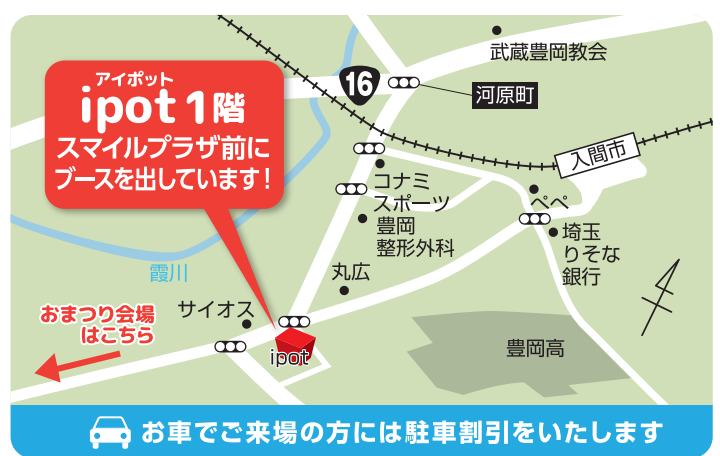 アイポット
ipot 1階
スマイルプラザ前に
ブースを出しています!
16
武蔵豊岡教会
河原町
入間市
コナミ
スポーツ
ペペ
豊岡
整形外科
埼玉
りそな
銀行
丸広
霞川
サイオス
おまつり会場
はこちら
ipot
豊岡高
お車でご来場の方には駐車割引をいたします